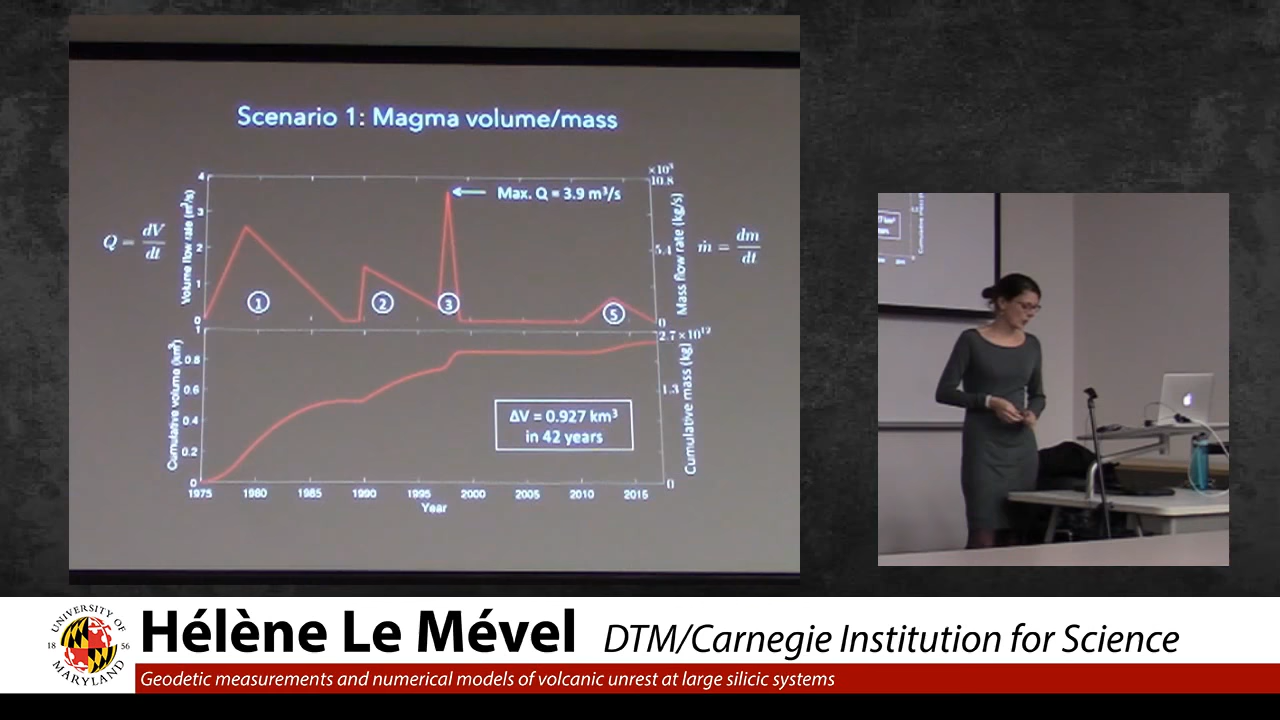 Scenario 1: Magma volume/mass
×10³
4
10.8
Max. Q = 3.9 m³/s
3
Q = dV/dt
Volume flow rate (m³/s)
2
5.4
Mass flow rate (kg/s)
ṁ = dm/dt
1
① ② ③ ⑤
0
0
1
2.7×10¹²
0.8
Cumulative volume (km³)
0.6
1.3
Cumulative mass (kg)
0.4
ΔV = 0.927 km³
in 42 years
0.2
0
0
1975 1980 1985 1990 1995 2000 2005 2010 2015
Year
UNIVERSITY OF
18 56
MARYLAND
Hélène Le Mével DTM/Carnegie Institution for Science
Geodetic measurements and numerical models of volcanic unrest at large silicic systems